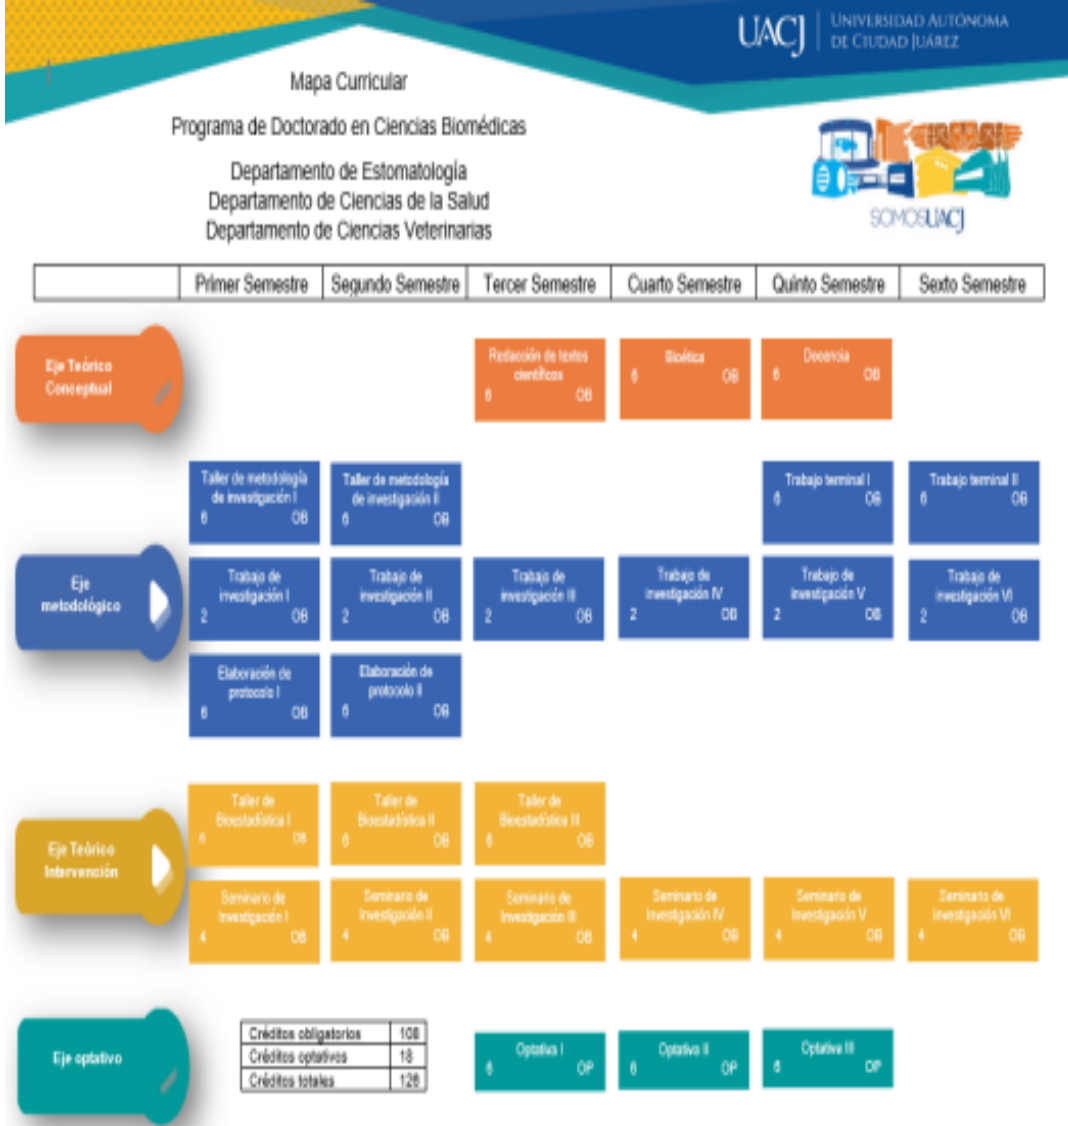 UACJ
UNIVERSIDAD AUTÓNOMA
DE CIUDAD JUÁREZ
Mapa Curricular
Programa de Doctorado en Ciencias Biomédicas
Departamento de Estomatología
Departamento de Ciencias de la Salud
Departamento de Ciencias Veterinarias
SOMOSUACJ
Primer Semestre Segundo Semestre Tercer Semestre Cuarto Semestre Quinto Semestre Sexto Semestre
Eje Teórico
Conceptual
Redacción de textos
científicos
6 OB
Bioética
6 OB
Docencia
6 OB
Eje
metodológico
Taller de metodología
de investigación I
6 OB
Taller de metodología
de investigación II
6 OB
Trabajo terminal I
6 OB
Trabajo terminal II
6 OB
Trabajo de
investigación I
2 OB
Trabajo de
investigación II
2 OB
Trabajo de
investigación III
2 OB
Trabajo de
investigación IV
2 OB
Trabajo de
investigación V
2 OB
Trabajo de
investigación VI
2 OB
Elaboración de
protocolo I
6 OB
Elaboración de
protocolo II
6 OB
Eje Teórico
Intervención
Taller de
Bioestadística I
6 OB
Taller de
Bioestadística II
6 OB
Taller de
Bioestadística III
6 OB
Seminario de
Investigación I
4 OB
Seminario de
Investigación II
4 OB
Seminario de
Investigación III
4 OB
Seminario de
Investigación IV
4 OB
Seminario de
Investigación V
4 OB
Seminario de
Investigación VI
4 OB
Eje optativo
Créditos obligatorios 108
Créditos optativos 18
Créditos totales 126
Optativa I
6 OP
Optativa II
6 OP
Optativa III
6 OP